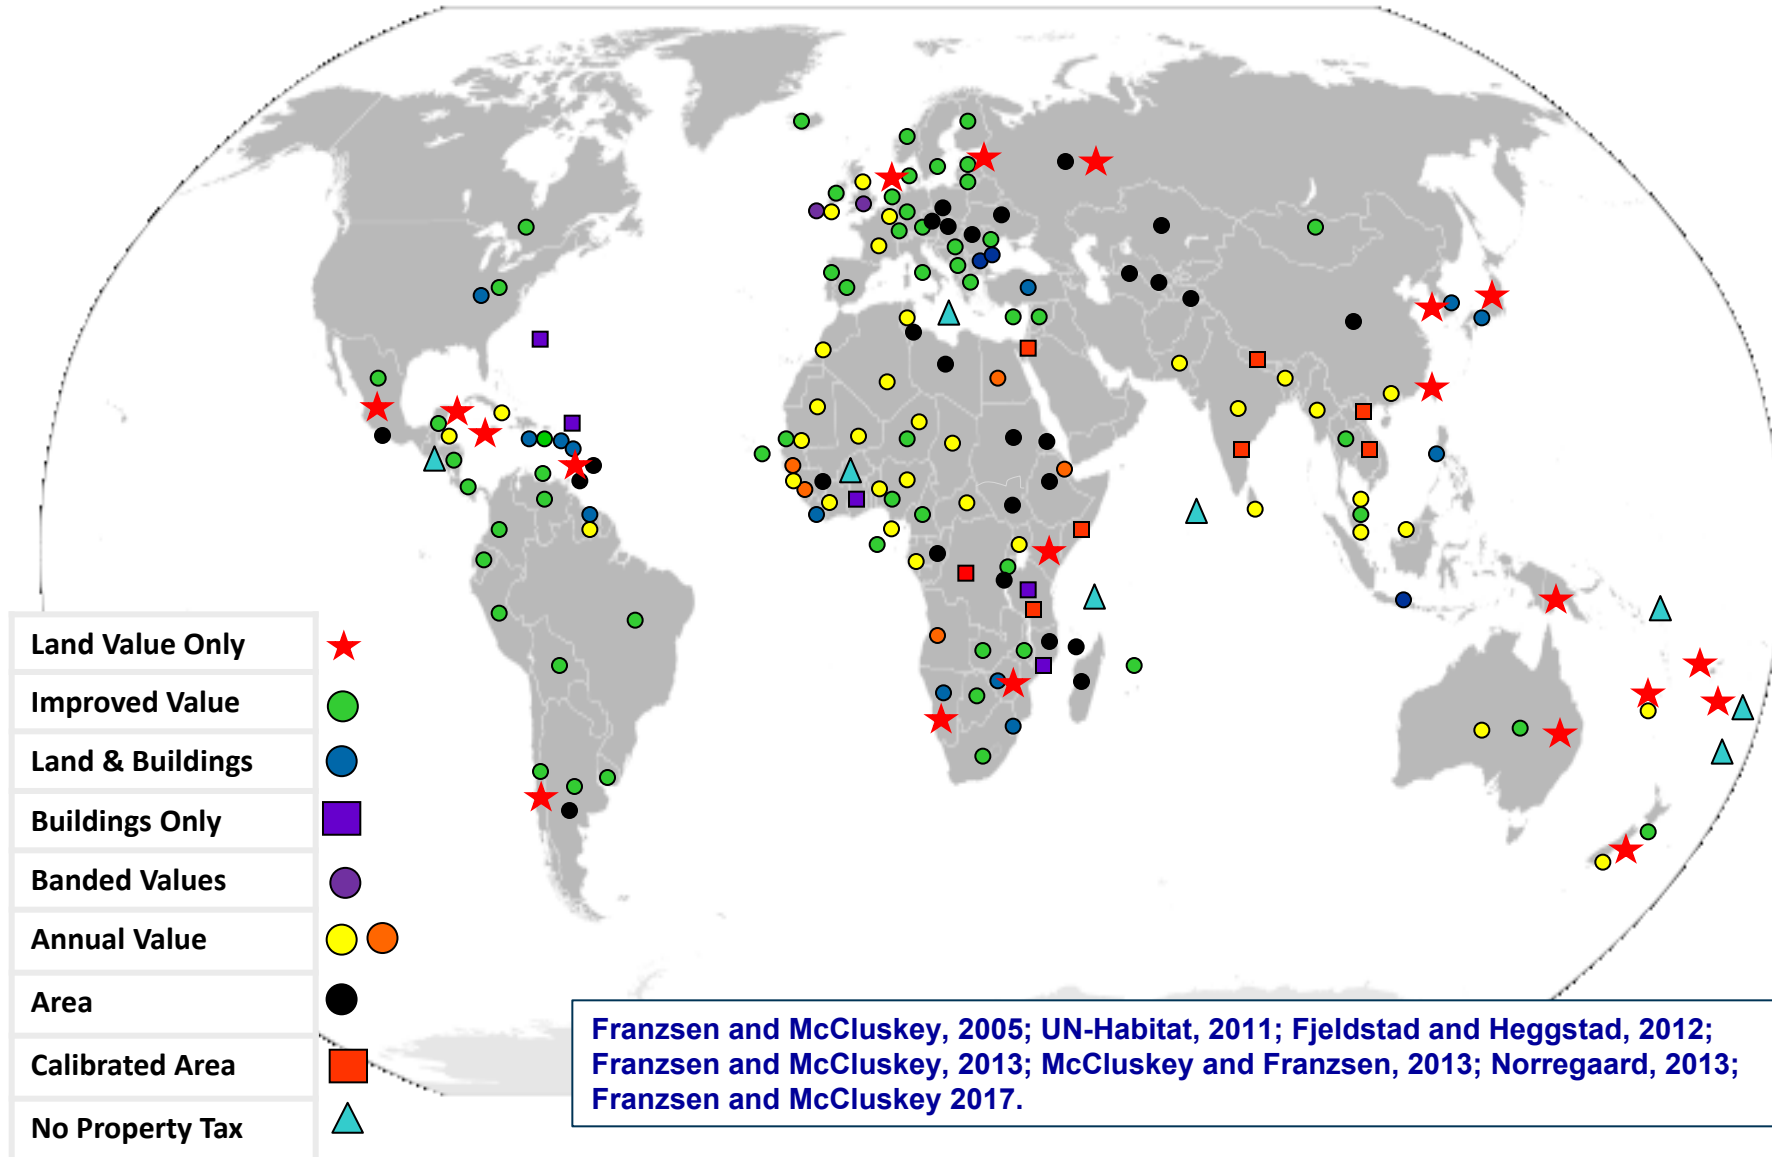 Land Value Only
Improved Value
Land & Buildings
Buildings Only
Banded Values
Annual Value
Area
Calibrated Area
No Property Tax
Franzsen and McCluskey, 2005; UN-Habitat, 2011; Fjeldstad and Heggstad, 2012;
Franzsen and McCluskey, 2013; McCluskey and Franzsen, 2013; Norregaard, 2013;
Franzsen and McCluskey 2017.